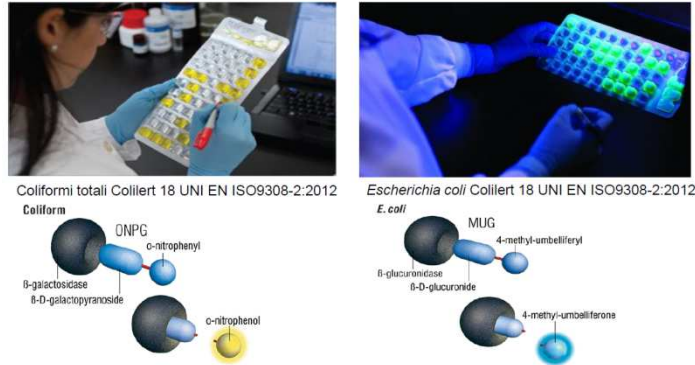 Coliformi totali Colilert 18 UNI EN ISO9308-2:2012
Coliform
ONPG
o-nitrophenyl
ß-galactosidase
ß-D-galactopyranoside
o-nitrophenol
Escherichia coli Colilert 18 UNI EN ISO9308-2:2012
E. coli
MUG
4-methyl-umbelliferyl
ß-glucuronidase
ß-D-glucuronide
4-methyl-umbelliferone